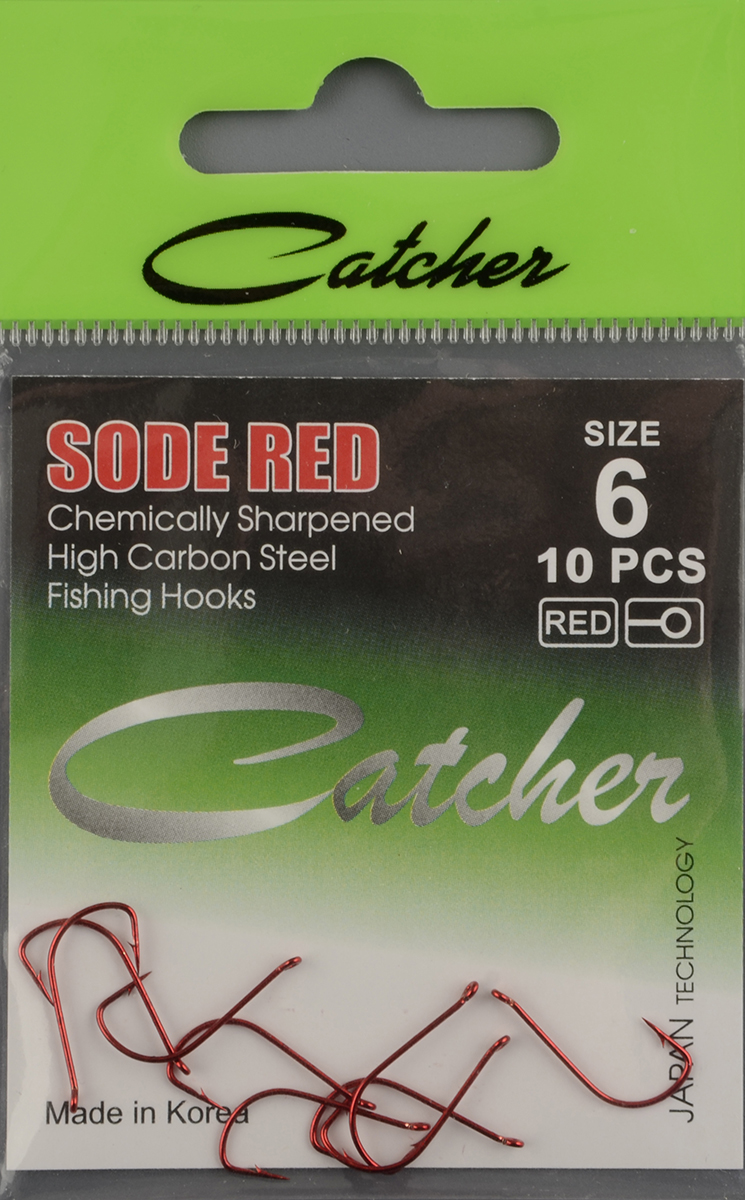 Catcher
SODE RED
Chemically Sharpened
High Carbon Steel
Fishing Hooks
SIZE
6
10 PCS
RED
Catcher
JAPAN TECHNOLOGY
Made in Korea